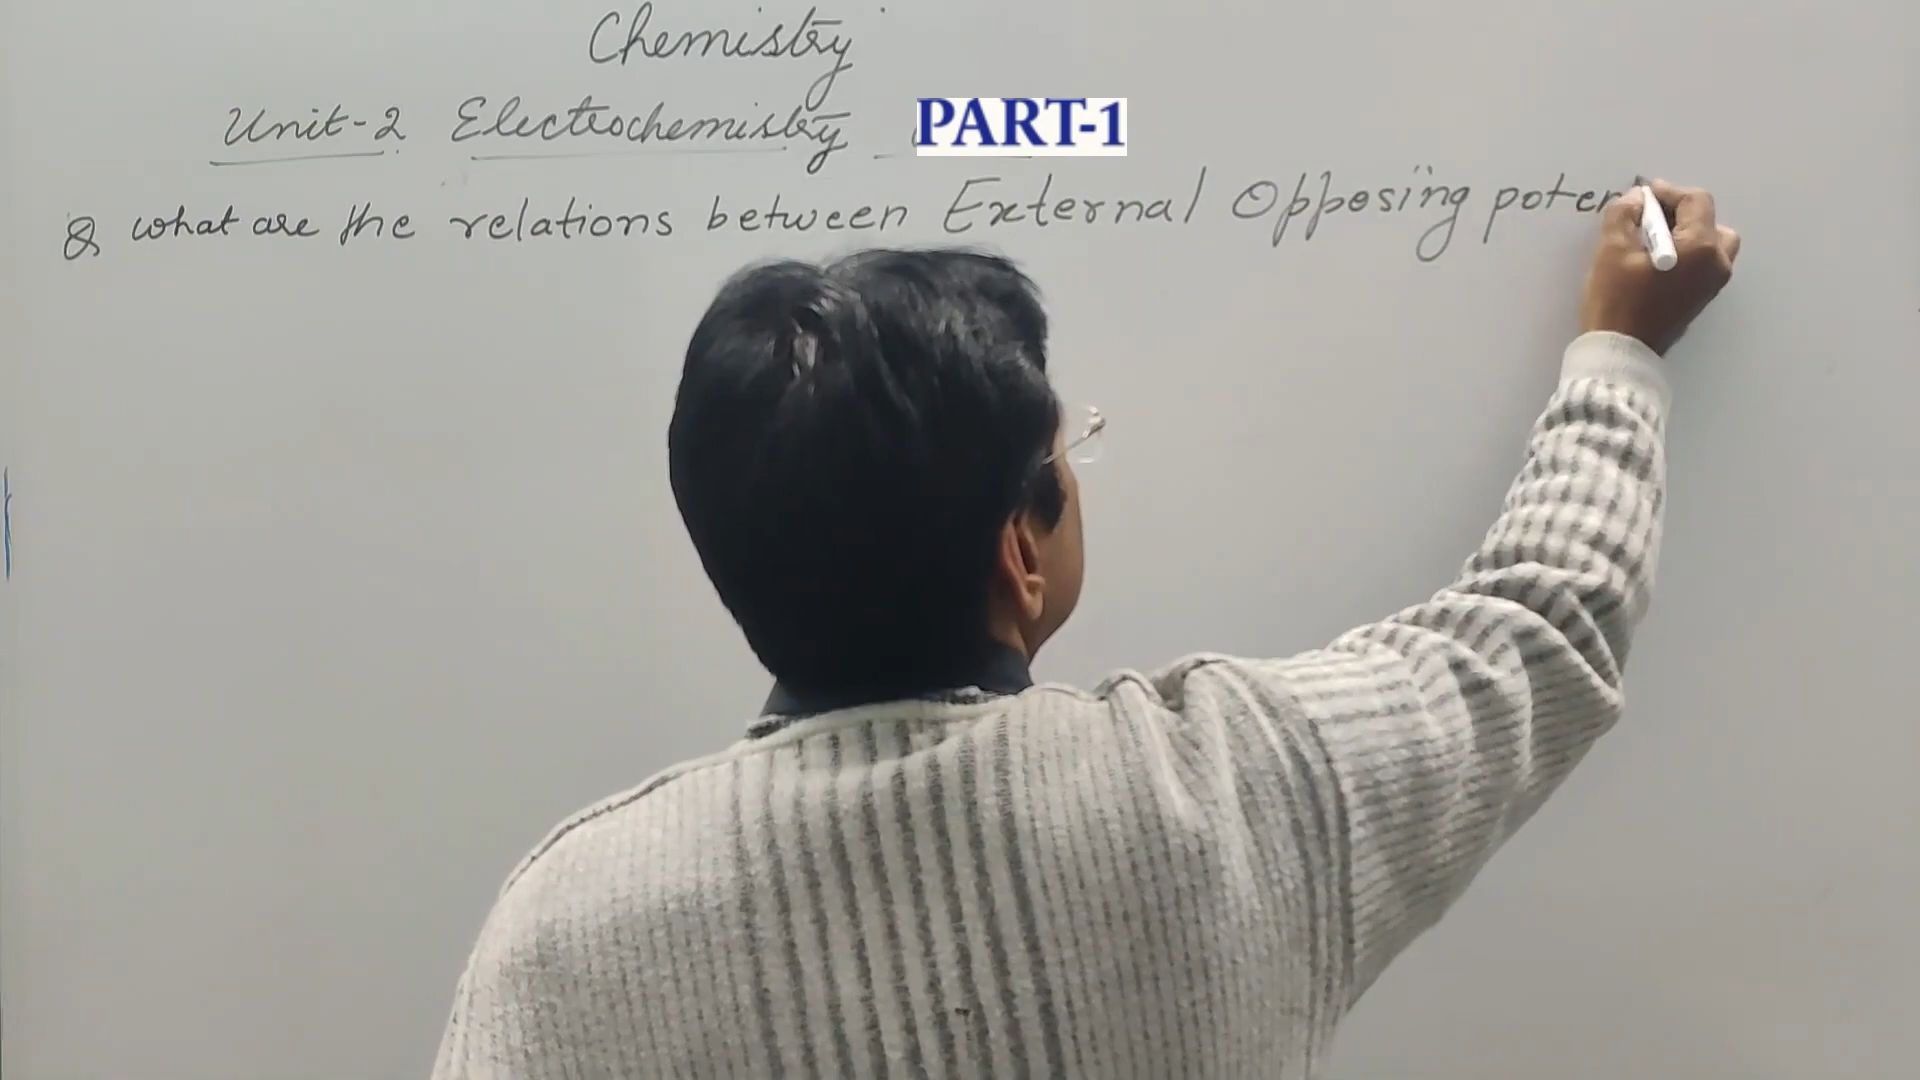 Chemistry
Unit-2 Electrochemistry PART-1
Q what are the relations between External Opposing poten